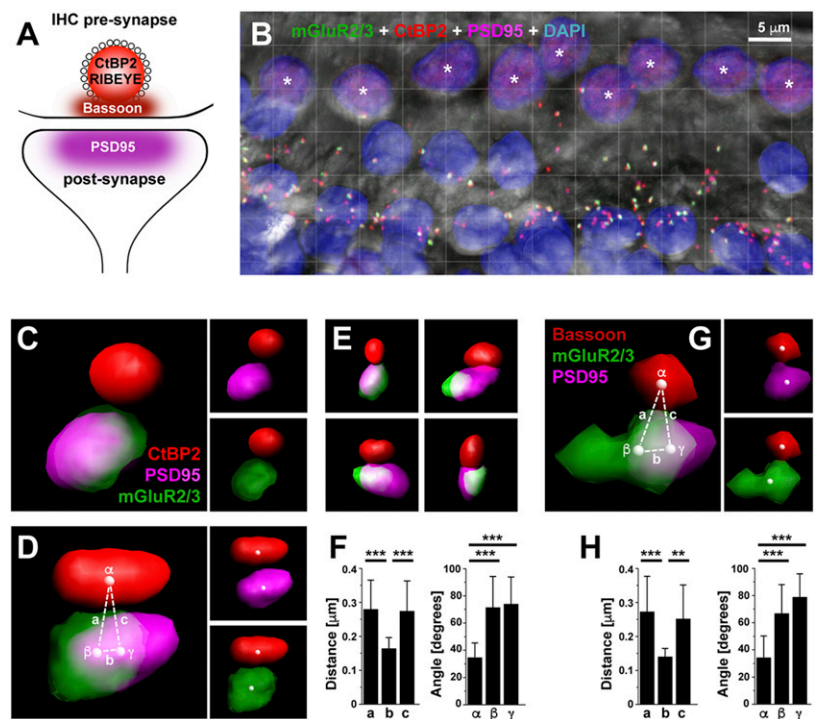 A
IHC pre-synapse
CtBP2
RIBEYE
Bassoon
PSD95
post-synapse
B
mGluR2/3 + CtBP2 + PSD95 + DAPI
5 µm
* * * * * * * * *
C
CtBP2
PSD95
mGluR2/3
E
G
Bassoon
mGluR2/3
PSD95
α
a c
β b γ
D
α
a c
β b γ
F
*** ***
Distance [µm]
0.4
0.3
0.2
0.1
0
a b c
***
***
Angle [degrees]
100
80
60
40
20
0
α β γ
H
*** **
Distance [µm]
0.4
0.3
0.2
0.1
0
a b c
***
***
Angle [degrees]
100
80
60
40
20
0
α β γ